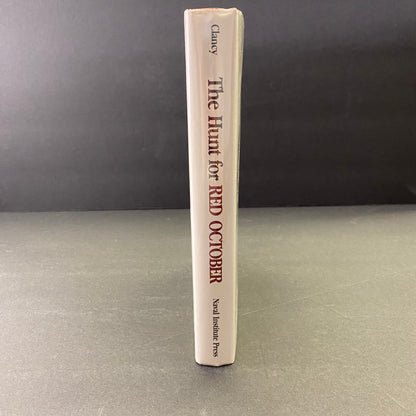 Clancy
The Hunt for RED OCTOBER
Naval Institute Press